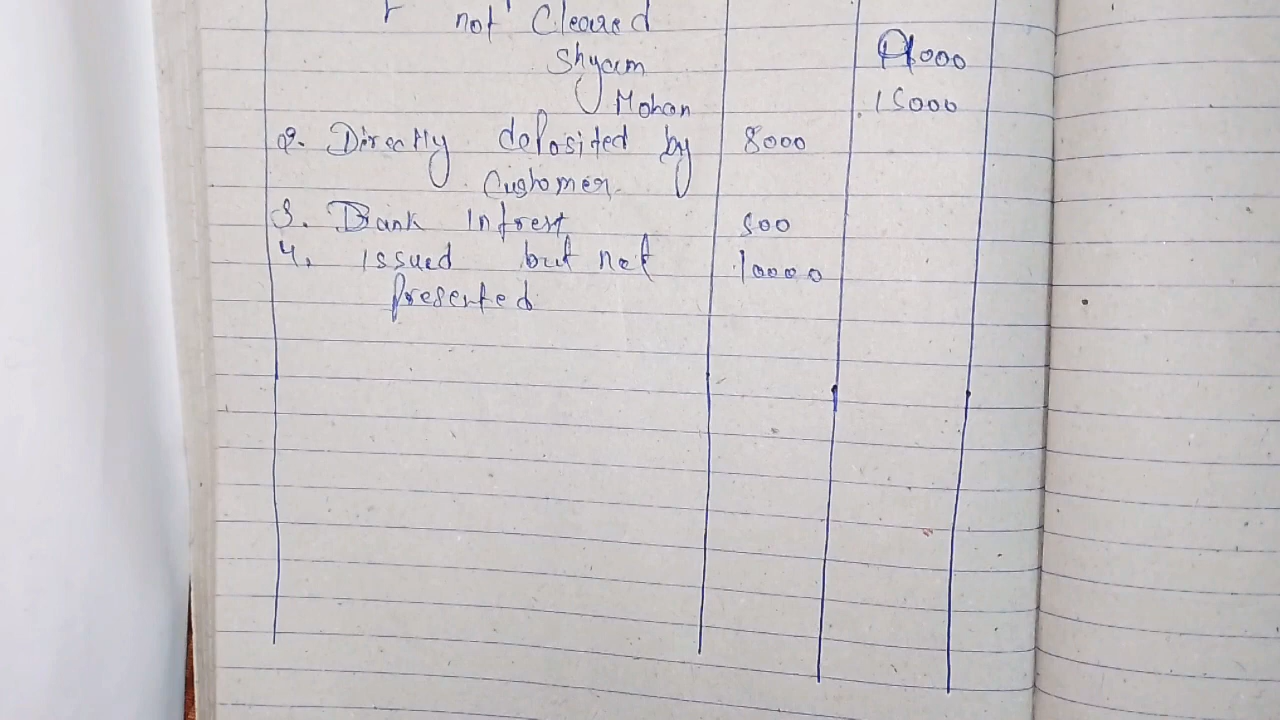 not Cleared
Shyam
Mohan 15000
2. Directly deposited by 8000
Customer.
3. Bank Intrest 500
4. issued but not 10000
Presented